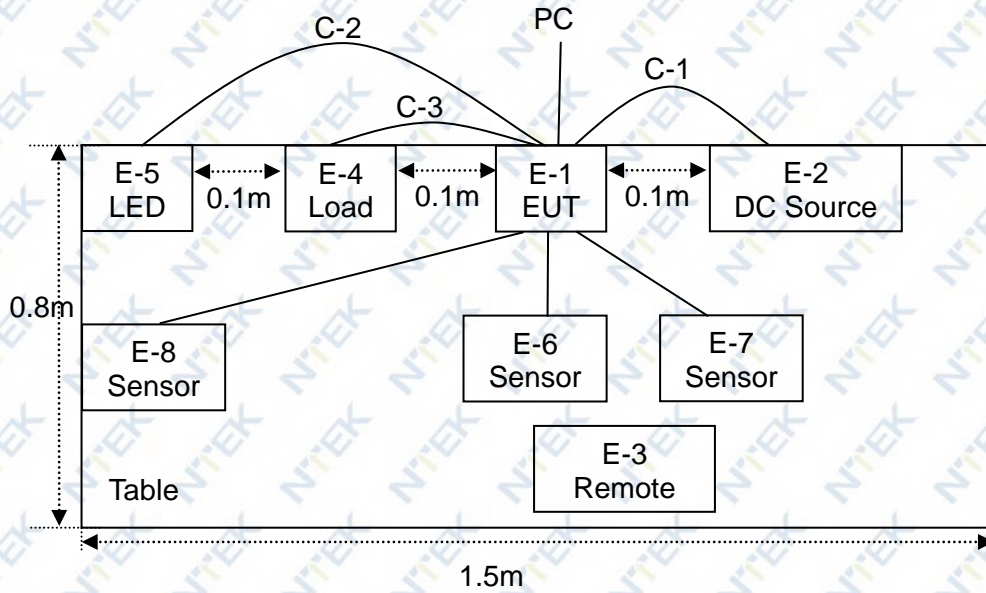 PC
C-2
C-1
C-3
E-5
LED
0.1m
E-4
Load
0.1m
E-1
EUT
0.1m
E-2
DC Source
0.8m
E-8
Sensor
E-6
Sensor
E-7
Sensor
E-3
Remote
Table
1.5m
NTEK